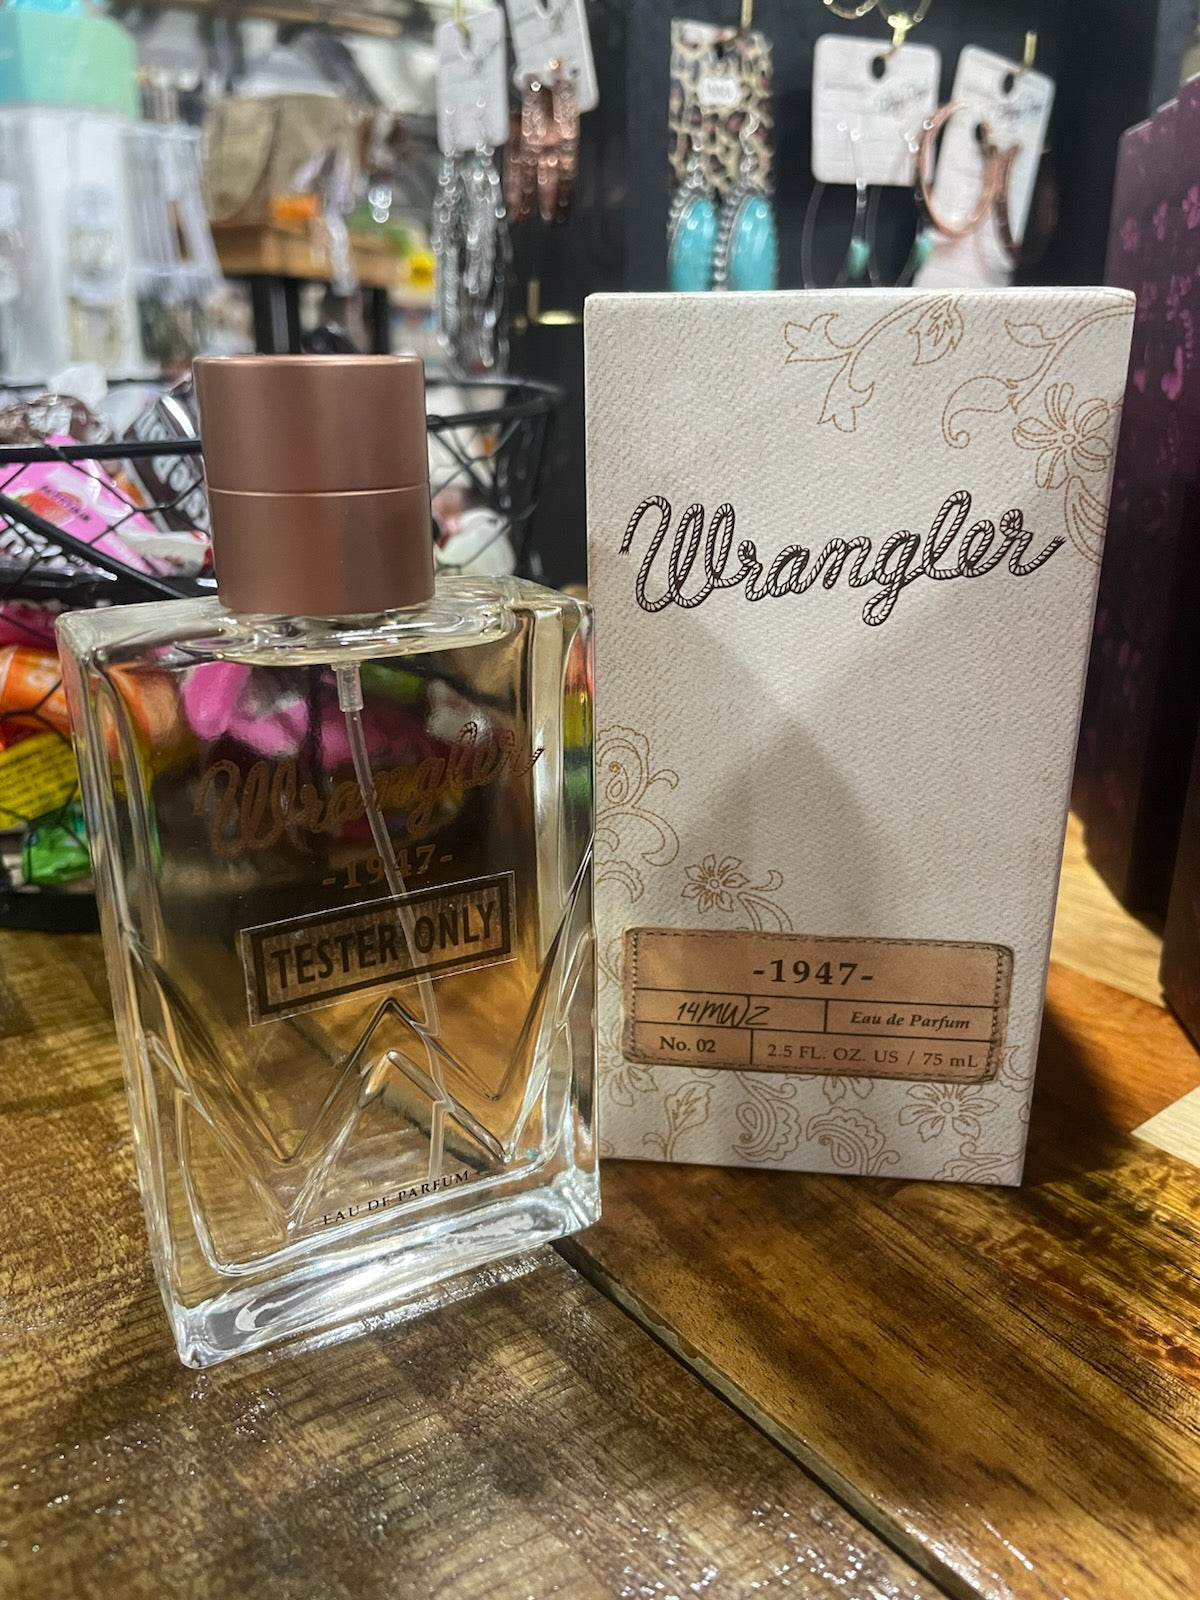 Wrangler
-1947-
TESTER ONLY
EAU DE PARFUM
Wrangler
-1947-
14MWZ
Eau de Parfum
No. 02
2.5 FL. OZ. US / 75 mL